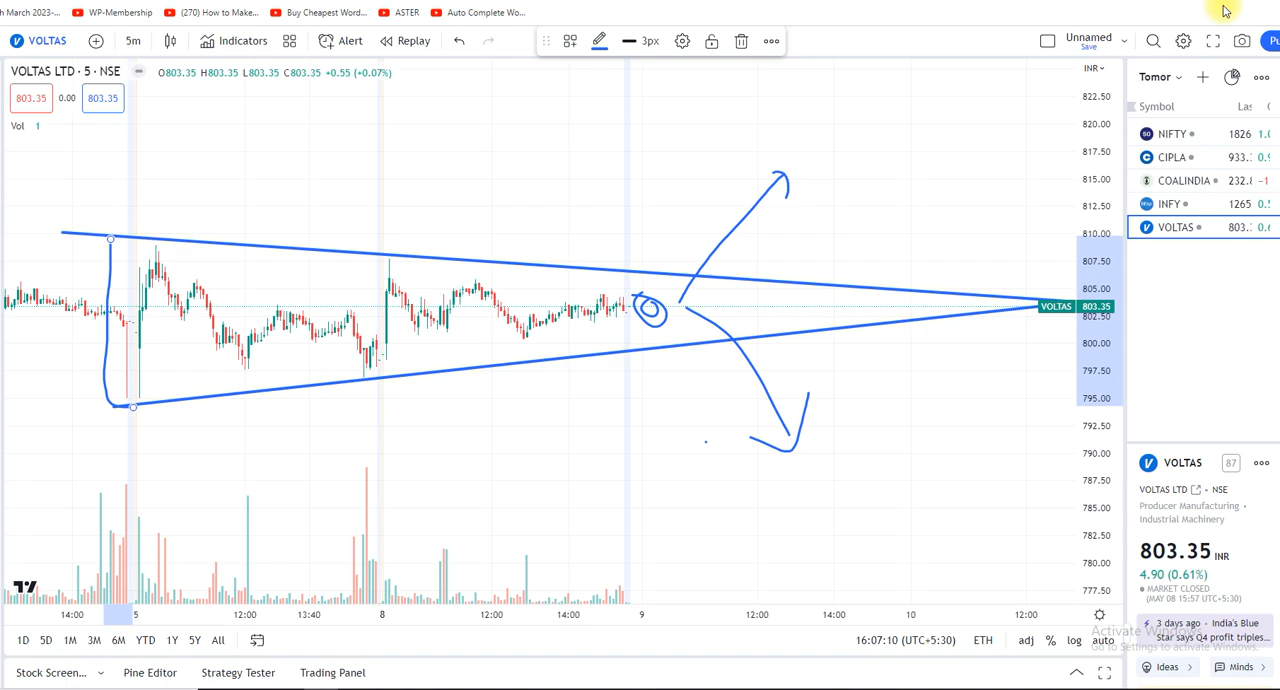 h March 2023-... WP-Membership (270) How to Make... Buy Cheapest Word... ASTER Auto Complete Wo...
VOLTAS 5m Indicators Alert Replay 3px Unnamed
Save
VOLTAS LTD · 5 · NSE O803.35 H803.35 L803.35 C803.35 +0.55 (+0.07%)
803.35 0.00 803.35
Vol 1
INR
822.50
820.00
817.50
815.00
812.50
810.00
807.50
805.00
VOLTAS 803.35
802.50
800.00
797.50
795.00
792.50
790.00
787.50
785.00
782.50
780.00
777.50
14:00 5 12:00 13:40 8 12:00 14:00 9 12:00 14:00 10 12:00
1D 5D 1M 3M 6M YTD 1Y 5Y All 16:07:10 (UTC+5:30) ETH adj % log auto
Stock Screen... Pine Editor Strategy Tester Trading Panel
Tomor
Symbol
NIFTY 1826
CIPLA 933.
COALINDIA 232.
INFY 1265
VOLTAS 803.
VOLTAS 87
VOLTAS LTD · NSE
Producer Manufacturing ·
Industrial Machinery
803.35 INR
4.90 (0.61%)
MARKET CLOSED
(MAY 08 15:57 UTC+5:30)
3 days ago · India's Blue
Star says Q4 profit triples...
Activate Windows
Go to Settings to activate Windows.
Ideas Minds